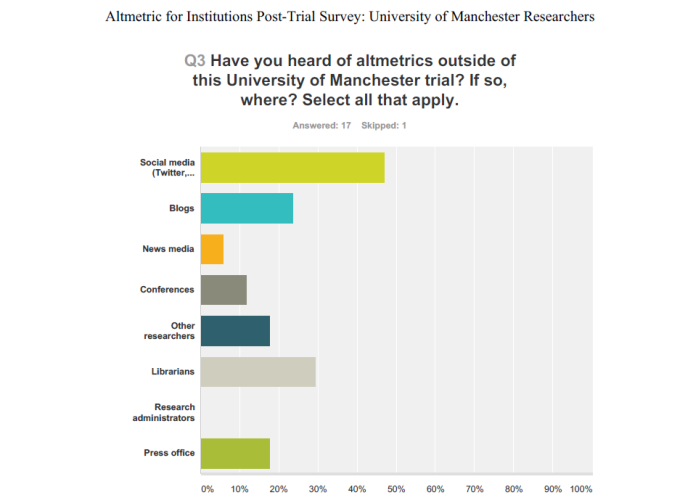 Altmetric for Institutions Post-Trial Survey: University of Manchester Researchers
Q3 Have you heard of altmetrics outside of
this University of Manchester trial? If so,
where? Select all that apply.
Answered: 17 Skipped: 1
Social media
(Twitter,...
Blogs
News media
Conferences
Other
researchers
Librarians
Research
administrators
Press office
0% 10% 20% 30% 40% 50% 60% 70% 80% 90% 100%